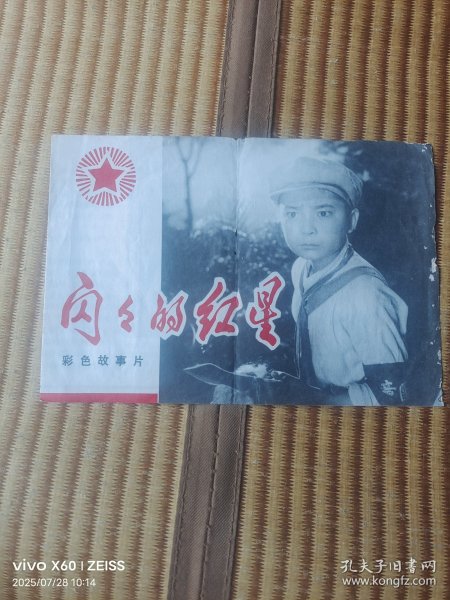 闪々的红星
彩色故事片
vivo X60 | ZEISS
2025/07/28 10:14
孔夫子旧书网
www.kongfz.com